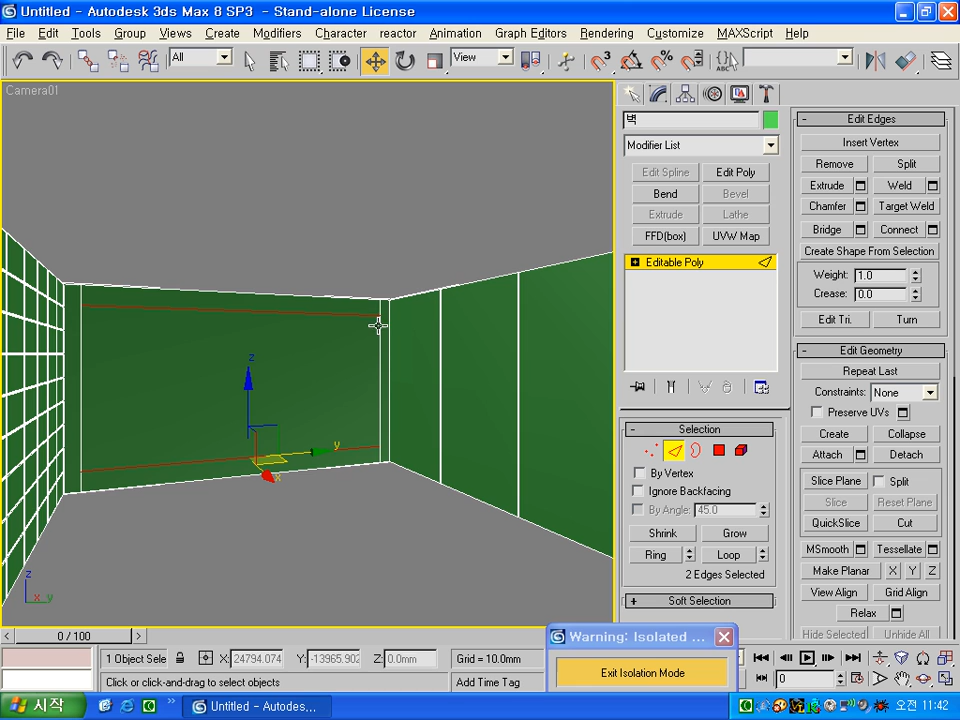 Untitled - Autodesk 3ds Max 8 SP3 - Stand-alone License
File Edit Tools Group Views Create Modifiers Character reactor Animation Graph Editors Rendering Customize MAXScript Help
All View
Camera01
벽
Modifier List
Edit Spline Edit Poly
Bend Bevel
Extrude Lathe
FFD(box) UVW Map
Editable Poly
- Selection
By Vertex
Ignore Backfacing
By Angle: 45.0
Shrink Grow
Ring Loop
2 Edges Selected
+ Soft Selection
- Edit Edges
Insert Vertex
Remove Split
Extrude Weld
Chamfer Target Weld
Bridge Connect
Create Shape From Selection
Weight: 1.0
Crease: 0.0
Edit Tri. Turn
- Edit Geometry
Repeat Last
Constraints: None
Preserve UVs
Create Collapse
Attach Detach
Slice Plane Split
Slice Reset Plane
QuickSlice Cut
MSmooth Tessellate
Make Planar X Y Z
View Align Grid Align
Relax
Hide Selected Unhide All
z
y
x
z
x y
< 0 / 100 >
1 Object Sele X: 24794.074 Y: -13965.902 Z: 0.0mm Grid = 10.0mm
Click or click-and-drag to select objects Add Time Tag
Warning: Isolated ...
Exit Isolation Mode
0
시작 Untitled - Autodes... 오전 11:42